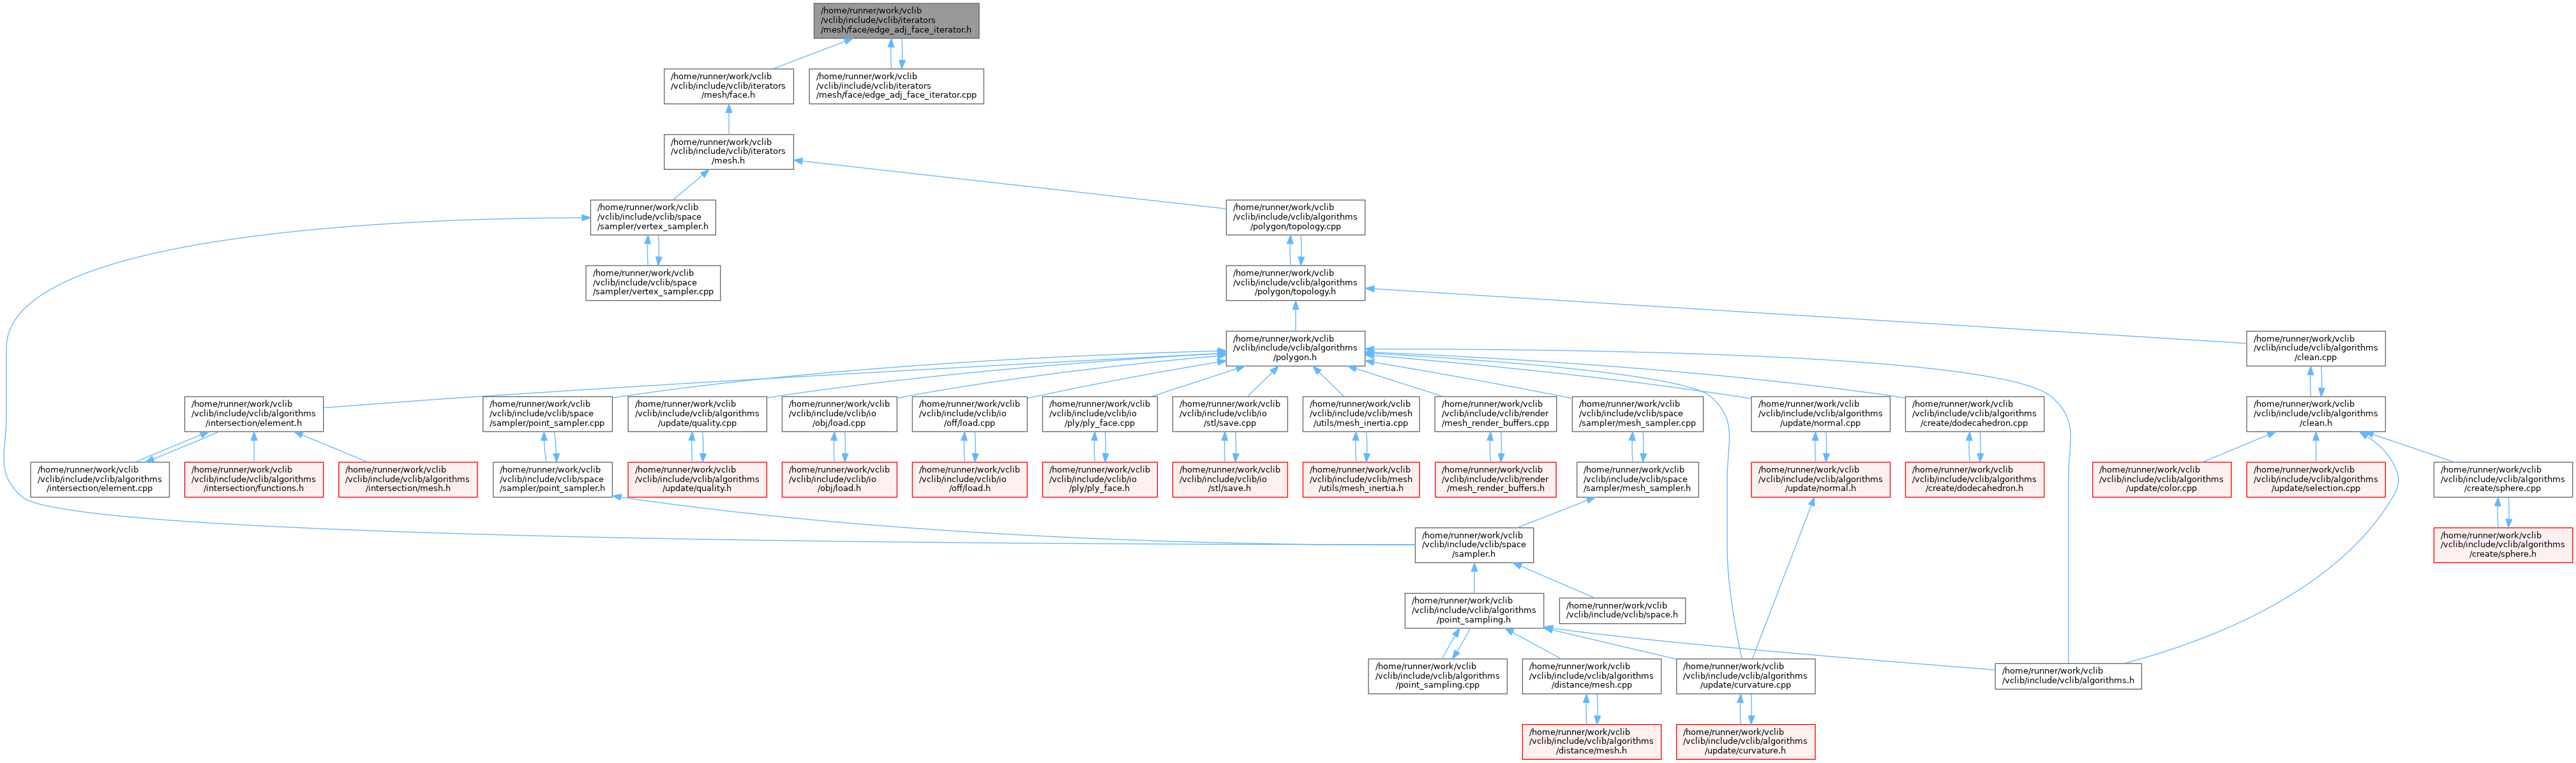 /home/runner/work/vclib
/vclib/include/vclib/iterators
/mesh/face/edge_adj_face_iterator.h
/home/runner/work/vclib
/vclib/include/vclib/iterators
/mesh/face.h
/home/runner/work/vclib
/vclib/include/vclib/iterators
/mesh/face/edge_adj_face_iterator.cpp
/home/runner/work/vclib
/vclib/include/vclib/iterators
/mesh.h
/home/runner/work/vclib
/vclib/include/vclib/space
/sampler/vertex_sampler.h
/home/runner/work/vclib
/vclib/include/vclib/algorithms
/polygon/topology.cpp
/home/runner/work/vclib
/vclib/include/vclib/space
/sampler/vertex_sampler.cpp
/home/runner/work/vclib
/vclib/include/vclib/algorithms
/polygon/topology.h
/home/runner/work/vclib
/vclib/include/vclib/algorithms
/polygon.h
/home/runner/work/vclib
/vclib/include/vclib/algorithms
/clean.cpp
/home/runner/work/vclib
/vclib/include/vclib/algorithms
/intersection/element.h
/home/runner/work/vclib
/vclib/include/vclib/space
/sampler/point_sampler.cpp
/home/runner/work/vclib
/vclib/include/vclib/algorithms
/update/quality.cpp
/home/runner/work/vclib
/vclib/include/vclib/io
/obj/load.cpp
/home/runner/work/vclib
/vclib/include/vclib/io
/off/load.cpp
/home/runner/work/vclib
/vclib/include/vclib/io
/ply/ply_face.cpp
/home/runner/work/vclib
/vclib/include/vclib/io
/stl/save.cpp
/home/runner/work/vclib
/vclib/include/vclib/mesh
/utils/mesh_inertia.cpp
/home/runner/work/vclib
/vclib/include/vclib/render
/mesh_render_buffers.cpp
/home/runner/work/vclib
/vclib/include/vclib/space
/sampler/mesh_sampler.cpp
/home/runner/work/vclib
/vclib/include/vclib/algorithms
/update/normal.cpp
/home/runner/work/vclib
/vclib/include/vclib/algorithms
/create/dodecahedron.cpp
/home/runner/work/vclib
/vclib/include/vclib/algorithms
/clean.h
/home/runner/work/vclib
/vclib/include/vclib/algorithms
/intersection/element.cpp
/home/runner/work/vclib
/vclib/include/vclib/algorithms
/intersection/functions.h
/home/runner/work/vclib
/vclib/include/vclib/algorithms
/intersection/mesh.h
/home/runner/work/vclib
/vclib/include/vclib/space
/sampler/point_sampler.h
/home/runner/work/vclib
/vclib/include/vclib/algorithms
/update/quality.h
/home/runner/work/vclib
/vclib/include/vclib/io
/obj/load.h
/home/runner/work/vclib
/vclib/include/vclib/io
/off/load.h
/home/runner/work/vclib
/vclib/include/vclib/io
/ply/ply_face.h
/home/runner/work/vclib
/vclib/include/vclib/io
/stl/save.h
/home/runner/work/vclib
/vclib/include/vclib/mesh
/utils/mesh_inertia.h
/home/runner/work/vclib
/vclib/include/vclib/render
/mesh_render_buffers.h
/home/runner/work/vclib
/vclib/include/vclib/space
/sampler/mesh_sampler.h
/home/runner/work/vclib
/vclib/include/vclib/algorithms
/update/normal.h
/home/runner/work/vclib
/vclib/include/vclib/algorithms
/create/dodecahedron.h
/home/runner/work/vclib
/vclib/include/vclib/algorithms
/update/color.cpp
/home/runner/work/vclib
/vclib/include/vclib/algorithms
/update/selection.cpp
/home/runner/work/vclib
/vclib/include/vclib/algorithms
/create/sphere.cpp
/home/runner/work/vclib
/vclib/include/vclib/space
/sampler.h
/home/runner/work/vclib
/vclib/include/vclib/algorithms
/create/sphere.h
/home/runner/work/vclib
/vclib/include/vclib/algorithms
/point_sampling.h
/home/runner/work/vclib
/vclib/include/vclib/space.h
/home/runner/work/vclib
/vclib/include/vclib/algorithms
/point_sampling.cpp
/home/runner/work/vclib
/vclib/include/vclib/algorithms
/distance/mesh.cpp
/home/runner/work/vclib
/vclib/include/vclib/algorithms
/update/curvature.cpp
/home/runner/work/vclib
/vclib/include/vclib/algorithms.h
/home/runner/work/vclib
/vclib/include/vclib/algorithms
/distance/mesh.h
/home/runner/work/vclib
/vclib/include/vclib/algorithms
/update/curvature.h